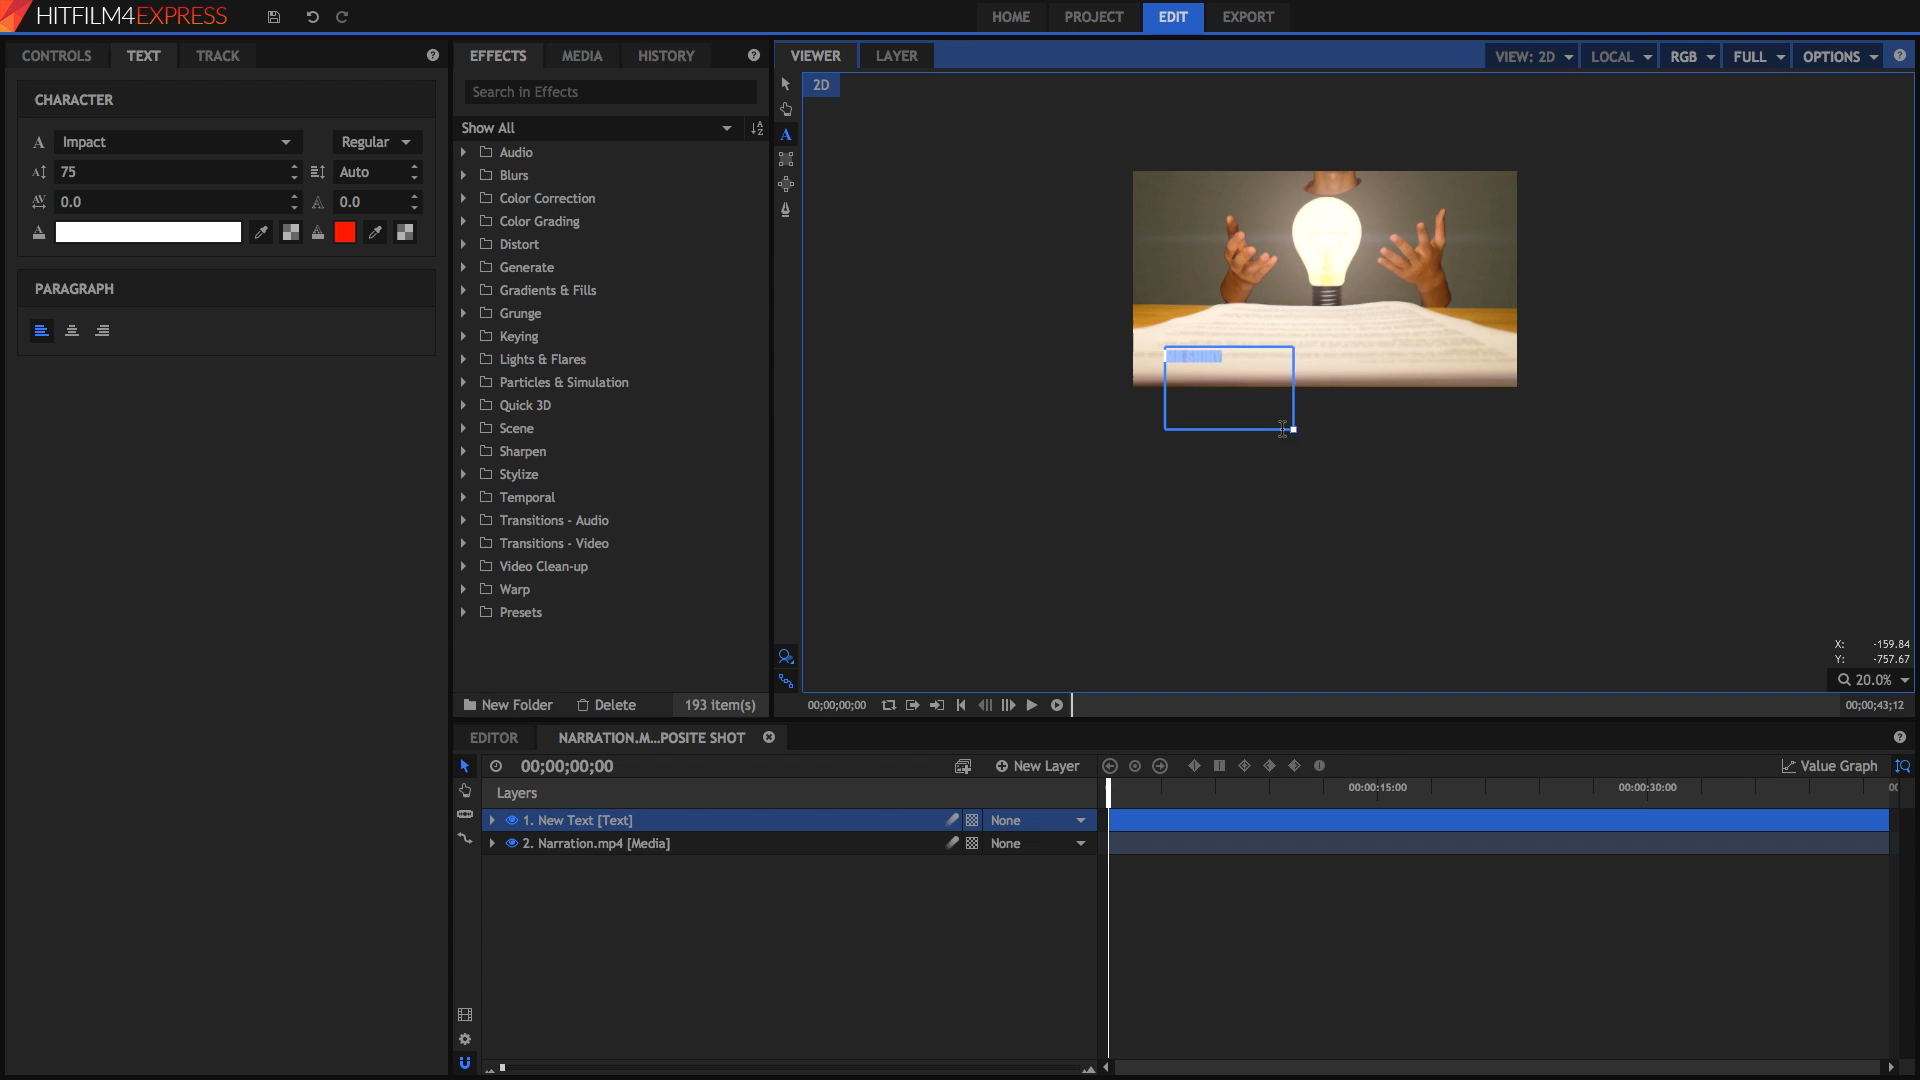 HITFILM4EXPRESS
HOME PROJECT EDIT EXPORT
CONTROLS TEXT TRACK
EFFECTS MEDIA HISTORY
VIEWER LAYER
VIEW: 2D LOCAL RGB FULL OPTIONS
CHARACTER
Impact Regular
75 Auto
0.0 0.0
PARAGRAPH
Search in Effects
Show All
Audio
Blurs
Color Correction
Color Grading
Distort
Generate
Gradients & Fills
Grunge
Keying
Lights & Flares
Particles & Simulation
Quick 3D
Scene
Sharpen
Stylize
Temporal
Transitions - Audio
Transitions - Video
Video Clean-up
Warp
Presets
New Folder Delete 193 item(s)
2D
X: -159.84
Y: -757.67
20.0%
00;00;00;00
00;00;43;12
EDITOR NARRATION.M...POSITE SHOT
00;00;00;00 New Layer Value Graph
Layers
00:00:15:00 00:00:30:00
1. New Text [Text] None
2. Narration.mp4 [Media] None